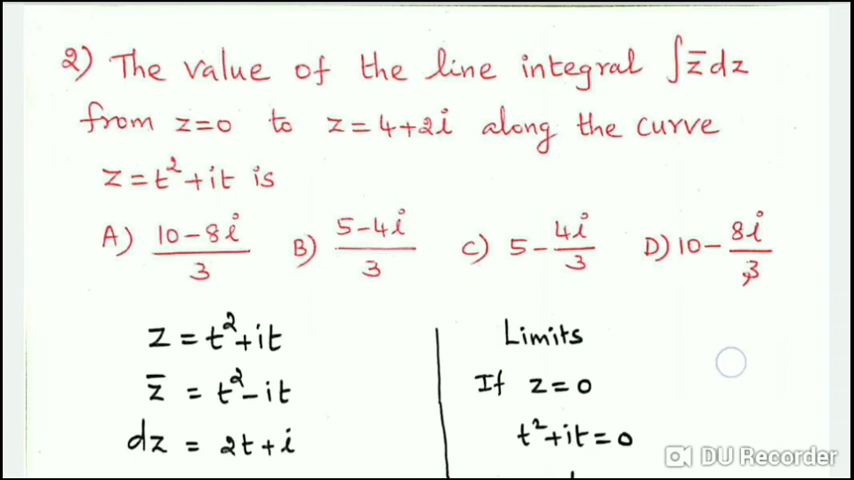 2) The value of the line integral ∫z̄dz
from z=0 to z=4+2i along the curve
z=t²+it is
A) (10-8i)/3 B) (5-4i)/3 C) 5-4i/3 D) 10-8i/3
z=t²+it
z̄ = t²-it
dz = 2t+i
Limits
If z=0
t²+it=0
DU Recorder